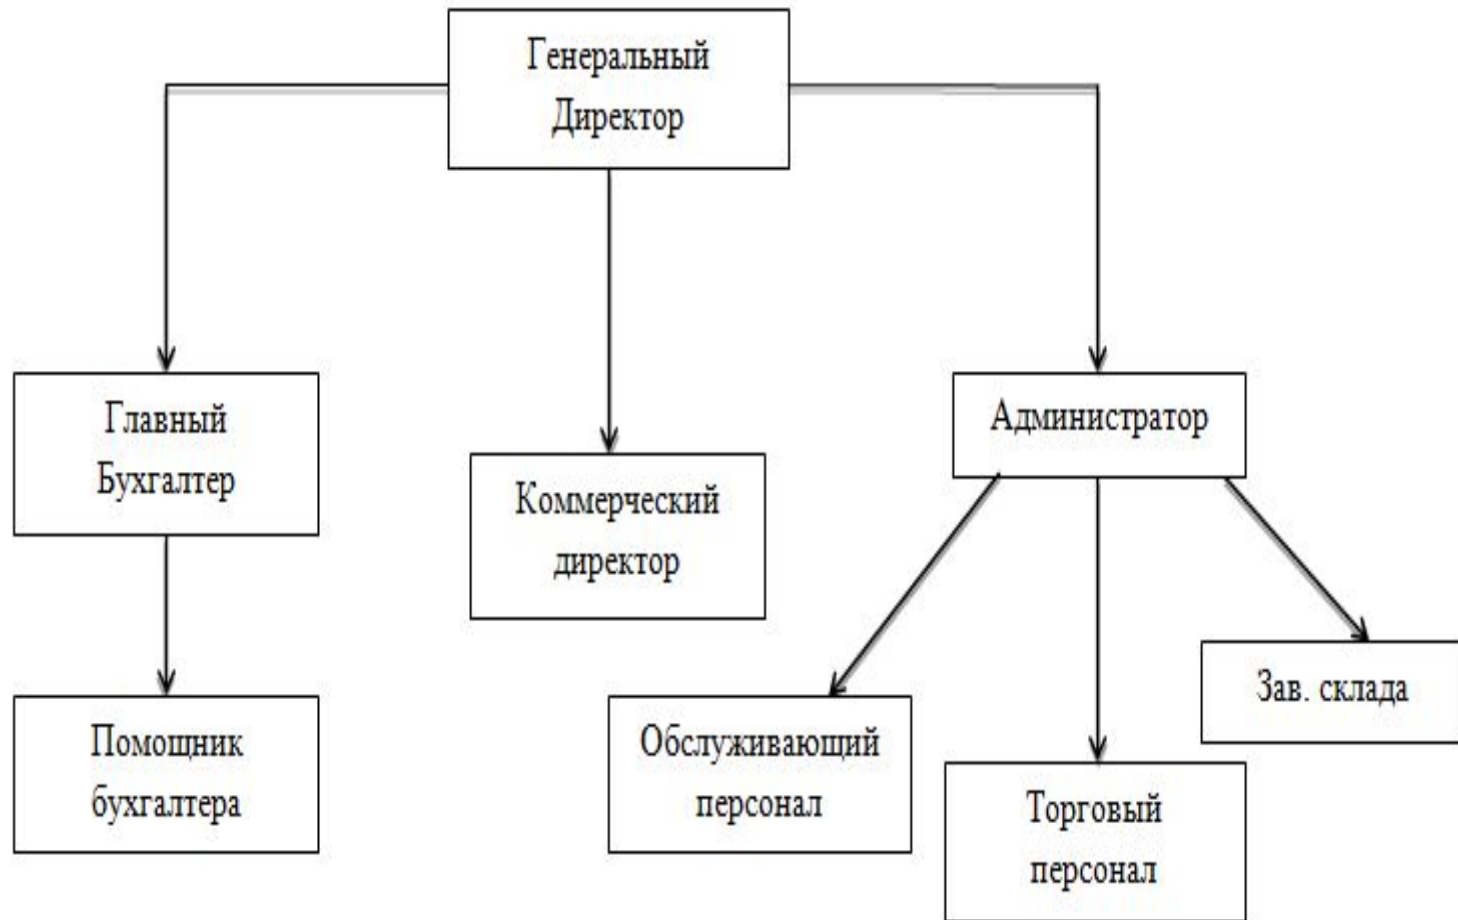 Генеральный
Директор
Главный
Бухгалтер
Коммерческий
директор
Администратор
Помощник
бухгалтера
Обслуживающий
персонал
Торговый
персонал
Зав. склада